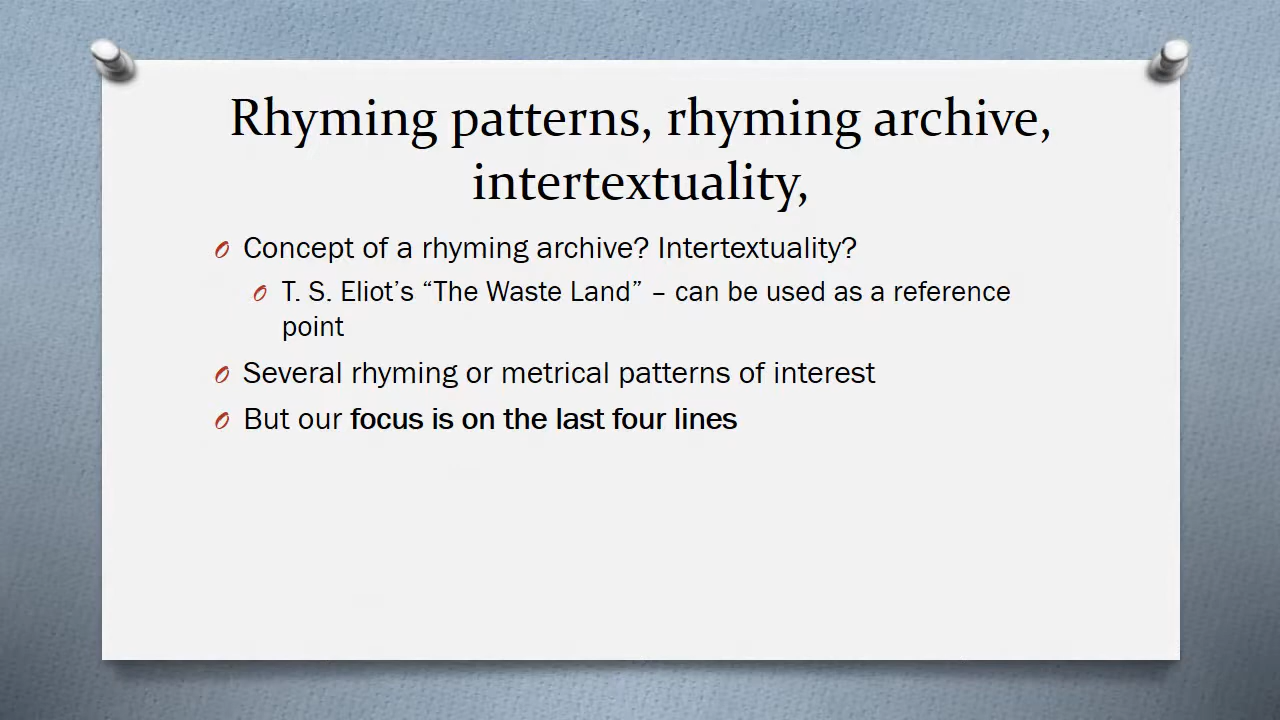 Rhyming patterns, rhyming archive,
intertextuality,
Concept of a rhyming archive? Intertextuality?
T. S. Eliot’s “The Waste Land” – can be used as a reference
point
Several rhyming or metrical patterns of interest
But our focus is on the last four lines